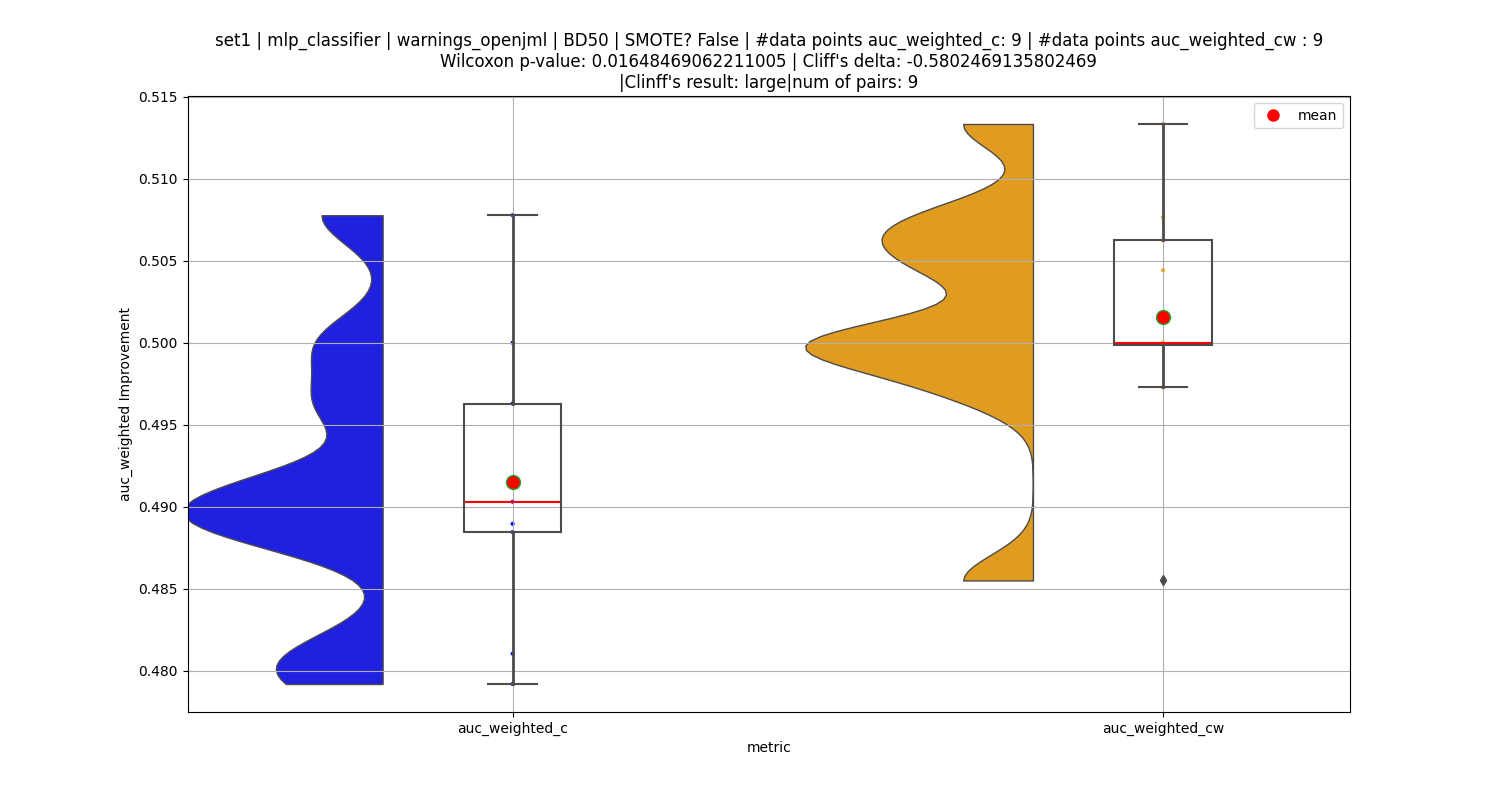 set1 | mlp_classifier | warnings_openjml | BD50 | SMOTE? False | #data points auc_weighted_c: 9 | #data points auc_weighted_cw : 9
Wilcoxon p-value: 0.01648469062211005 | Cliff's delta: -0.5802469135802469
|Clinff's result: large|num of pairs: 9
0.515
0.510
0.505
0.500
0.495
0.490
0.485
0.480
auc_weighted Improvement
mean
auc_weighted_c
auc_weighted_cw
metric